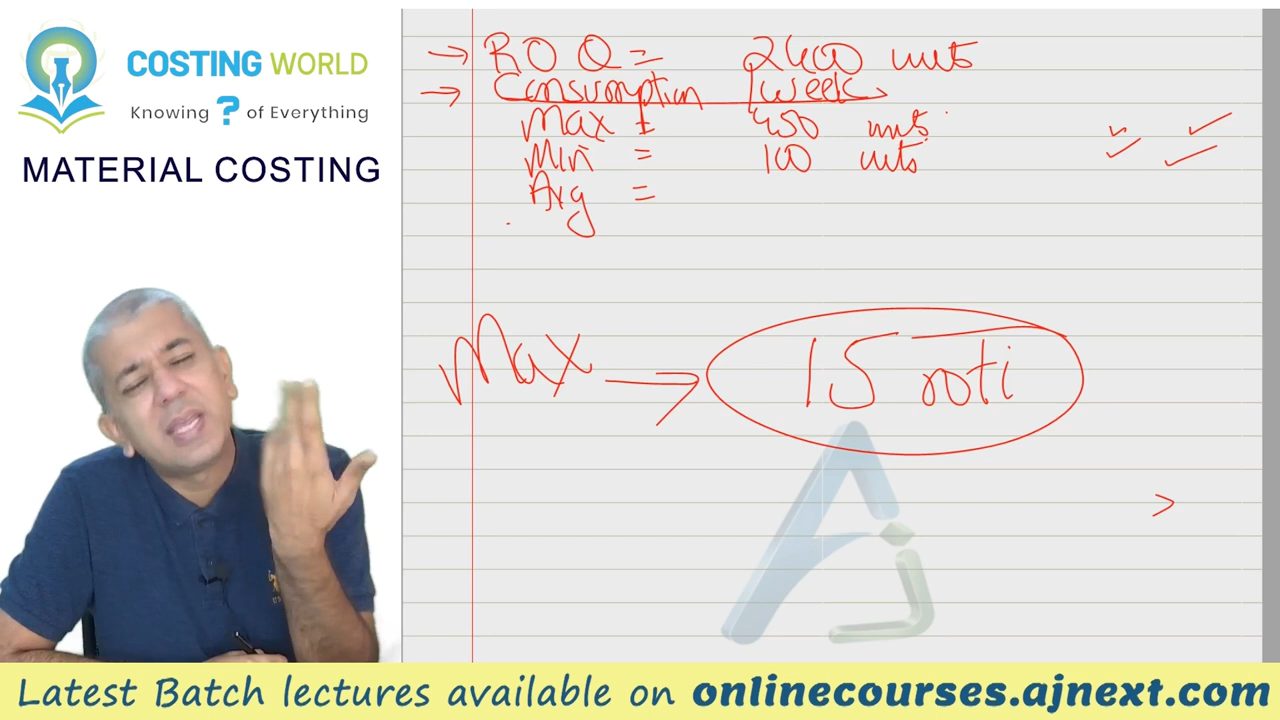 COSTING WORLD
Knowing ? of Everything
MATERIAL COSTING
→ ROQ = 2400 units
→ Consumption / week
Max = 450 units
Min = 100 units
Avg =
Max → 15 roti
AJ
Latest Batch lectures available on onlinecourses.ajnext.com